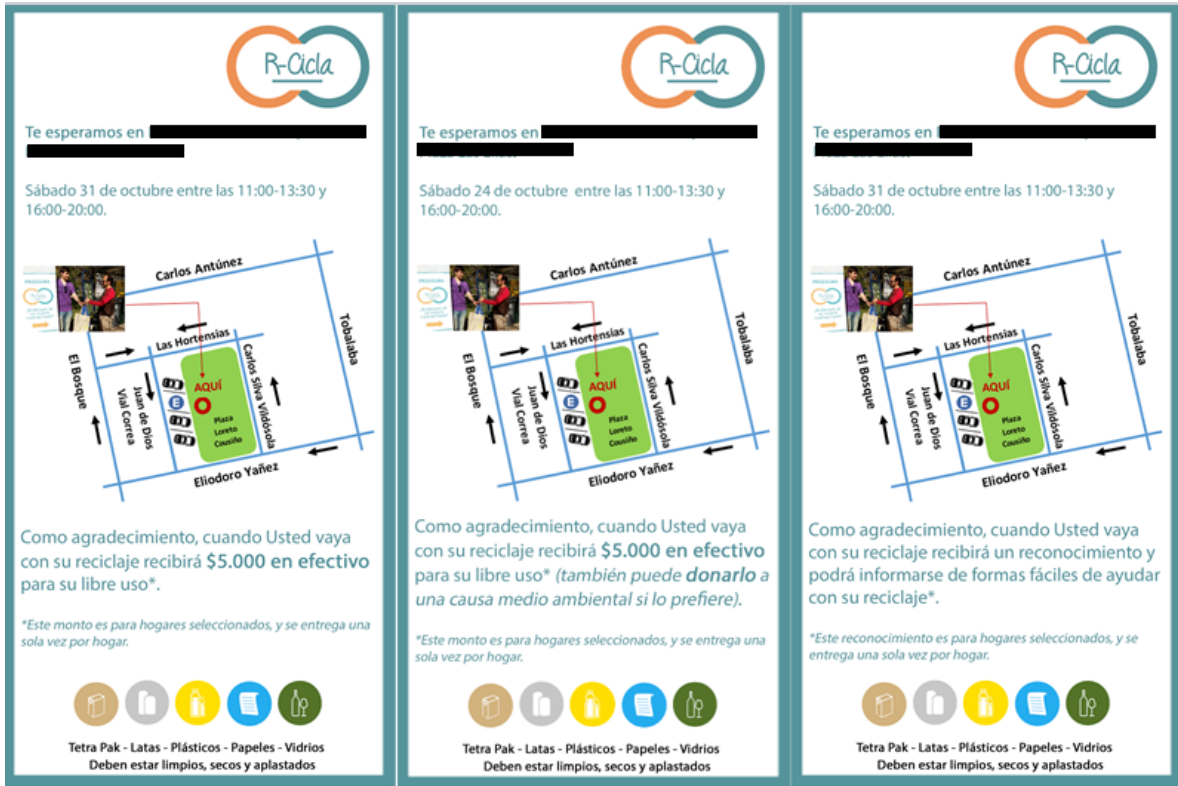 R-Cicla
Te esperamos en
Sábado 31 de octubre entre las 11:00-13:30 y
16:00-20:00.
PROGRAMA
Carlos Antúnez
Las Hortensias
Tobalaba
El Bosque
Juan de Dios
Vial Correa
Carlos Silva Vildósola
AQUÍ
E
Plaza
Loreto
Cousiño
Eliodoro Yañez
Como agradecimiento, cuando Usted vaya
con su reciclaje recibirá $5.000 en efectivo
para su libre uso*.
*Este monto es para hogares seleccionados, y se entrega una
sola vez por hogar.
Tetra Pak - Latas - Plásticos - Papeles - Vidrios
Deben estar limpios, secos y aplastados
R-Cicla
Te esperamos en
Sábado 24 de octubre entre las 11:00-13:30 y
16:00-20:00.
PROGRAMA
Carlos Antúnez
Las Hortensias
Tobalaba
El Bosque
Juan de Dios
Vial Correa
Carlos Silva Vildósola
AQUÍ
E
Plaza
Loreto
Cousiño
Eliodoro Yañez
Como agradecimiento, cuando Usted vaya
con su reciclaje recibirá $5.000 en efectivo
para su libre uso* (también puede donarlo a
una causa medio ambiental si lo prefiere).
*Este monto es para hogares seleccionados, y se entrega una
sola vez por hogar.
Tetra Pak - Latas - Plásticos - Papeles - Vidrios
Deben estar limpios, secos y aplastados
R-Cicla
Te esperamos en
Sábado 31 de octubre entre las 11:00-13:30 y
16:00-20:00.
PROGRAMA
Carlos Antúnez
Las Hortensias
Tobalaba
El Bosque
Juan de Dios
Vial Correa
Carlos Silva Vildósola
AQUÍ
E
Plaza
Loreto
Cousiño
Eliodoro Yañez
Como agradecimiento, cuando Usted vaya
con su reciclaje recibirá un reconocimiento y
podrá informarse de formas fáciles de ayudar
con su reciclaje*.
*Este reconocimiento es para hogares seleccionados, y se
entrega una sola vez por hogar.
Tetra Pak - Latas - Plásticos - Papeles - Vidrios
Deben estar limpios, secos y aplastados